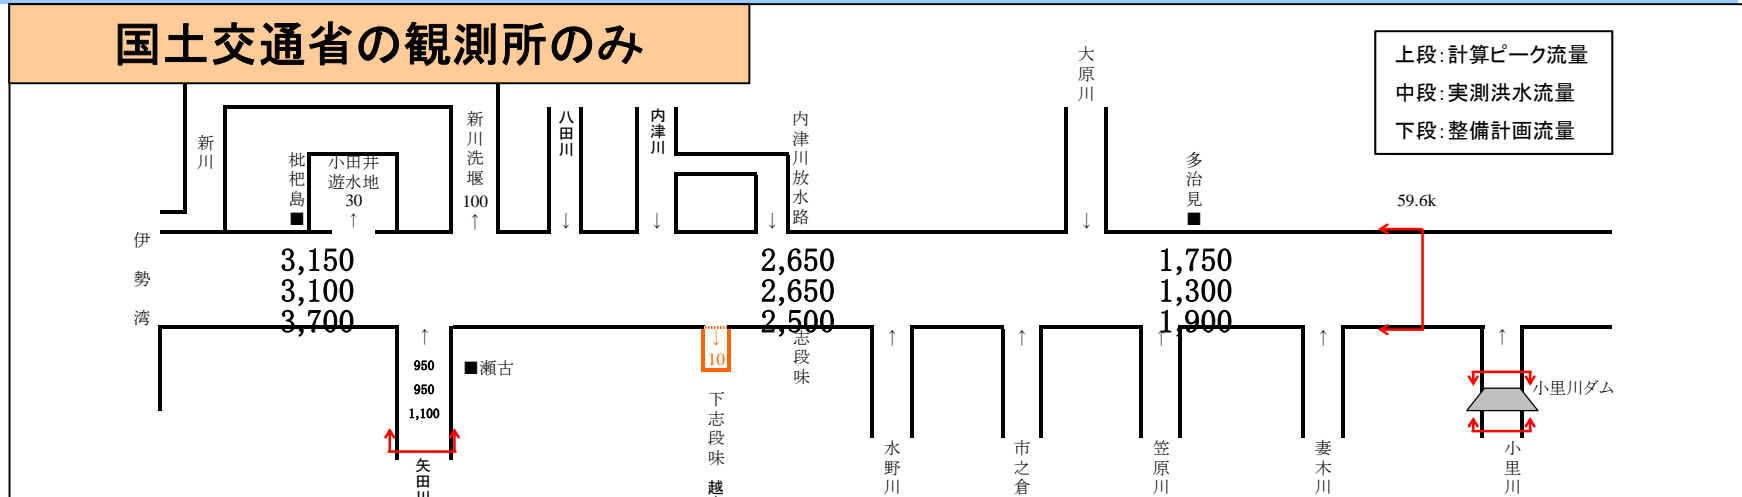 国土交通省の観測所のみ
上段：計算ピーク流量
中段：実測洪水流量
下段：整備計画流量
大原川
新川
枇杷島
■
小田井
遊水地
30
↑
新川洗堰
100
↑
八田川
↓
内津川
↓
内津川放水路
↓
↓
多治見
■
59.6k
伊勢湾
3,150
3,100
3,700
2,650
2,650
2,500
1,750
1,300
1,900
↑
950
950
1,100
矢田川
■瀬古
↓
10
下志段味
越
志段味
↑
水野川
↑
市之倉
↑
笠原川
↑
妻木川
↑
小里川ダム
小里川